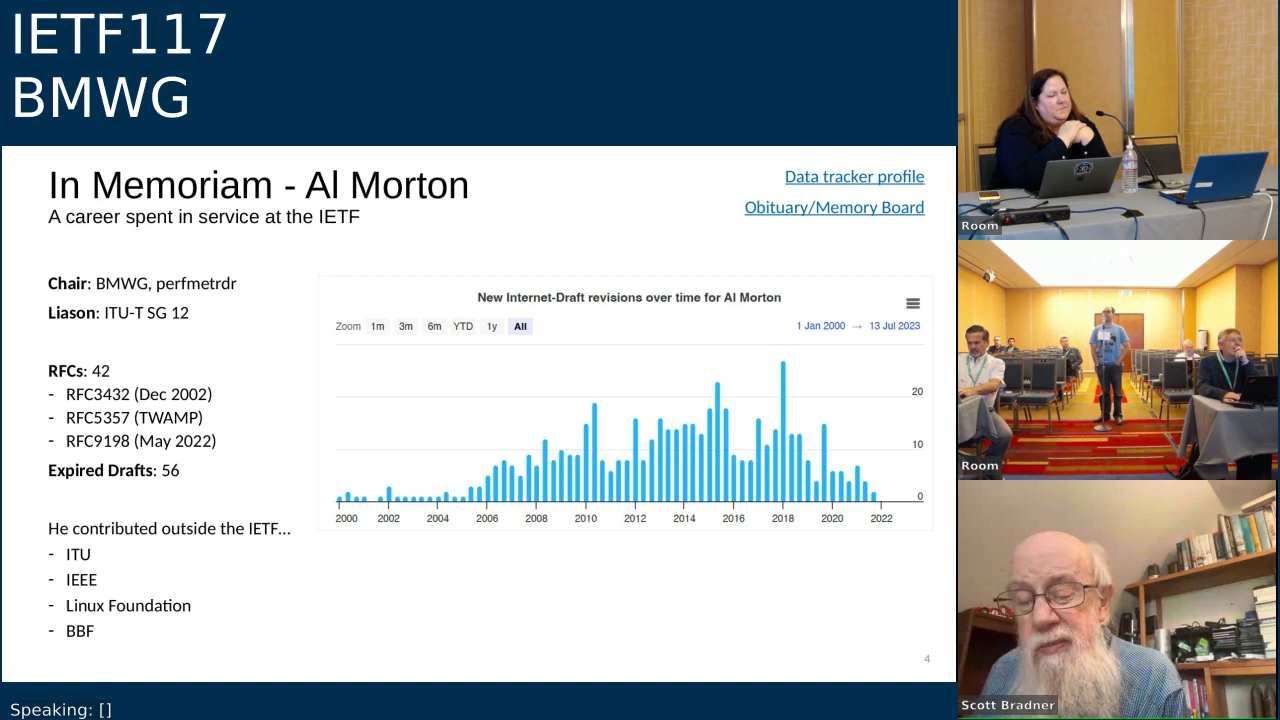 IETF117
BMWG
In Memoriam - Al Morton
A career spent in service at the IETF
Data tracker profile
Obituary/Memory Board
Chair: BMWG, perfmetrdr
Liason: ITU-T SG 12
RFCs: 42
- RFC3432 (Dec 2002)
- RFC5357 (TWAMP)
- RFC9198 (May 2022)
Expired Drafts: 56
He contributed outside the IETF...
- ITU
- IEEE
- Linux Foundation
- BBF
New Internet-Draft revisions over time for Al Morton
Zoom 1m 3m 6m YTD 1y All
1 Jan 2000 → 13 Jul 2023
20
10
0
2000 2002 2004 2006 2008 2010 2012 2014 2016 2018 2020 2022
4
Speaking: []
Room
Room
Scott Bradner